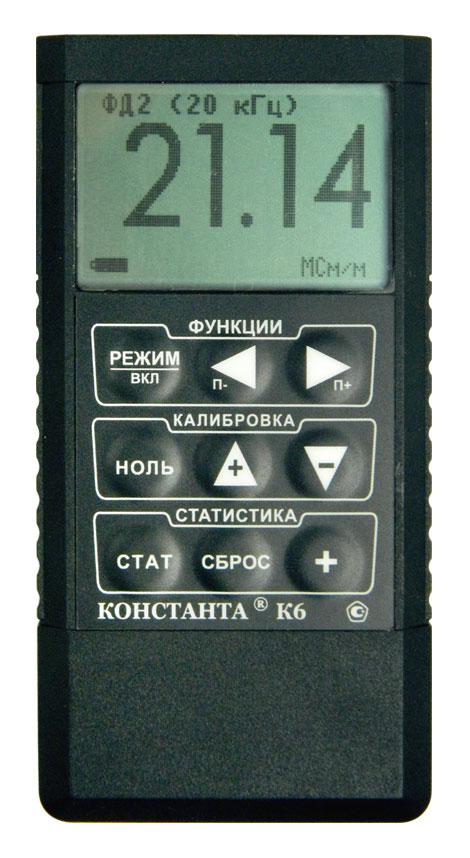 ФД2 (20 кГц)
21.14
МСм/м
ФУНКЦИИ
РЕЖИМ
ВКЛ
П-
П+
КАЛИБРОВКА
НОЛЬ
+
-
СТАТИСТИКА
СТАТ СБРОС +
КОНСТАНТА ® К6